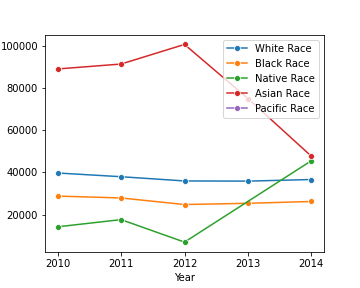 100000
80000
60000
40000
20000
White Race
Black Race
Native Race
Asian Race
Pacific Race
2010 2011 2012 2013 2014
Year